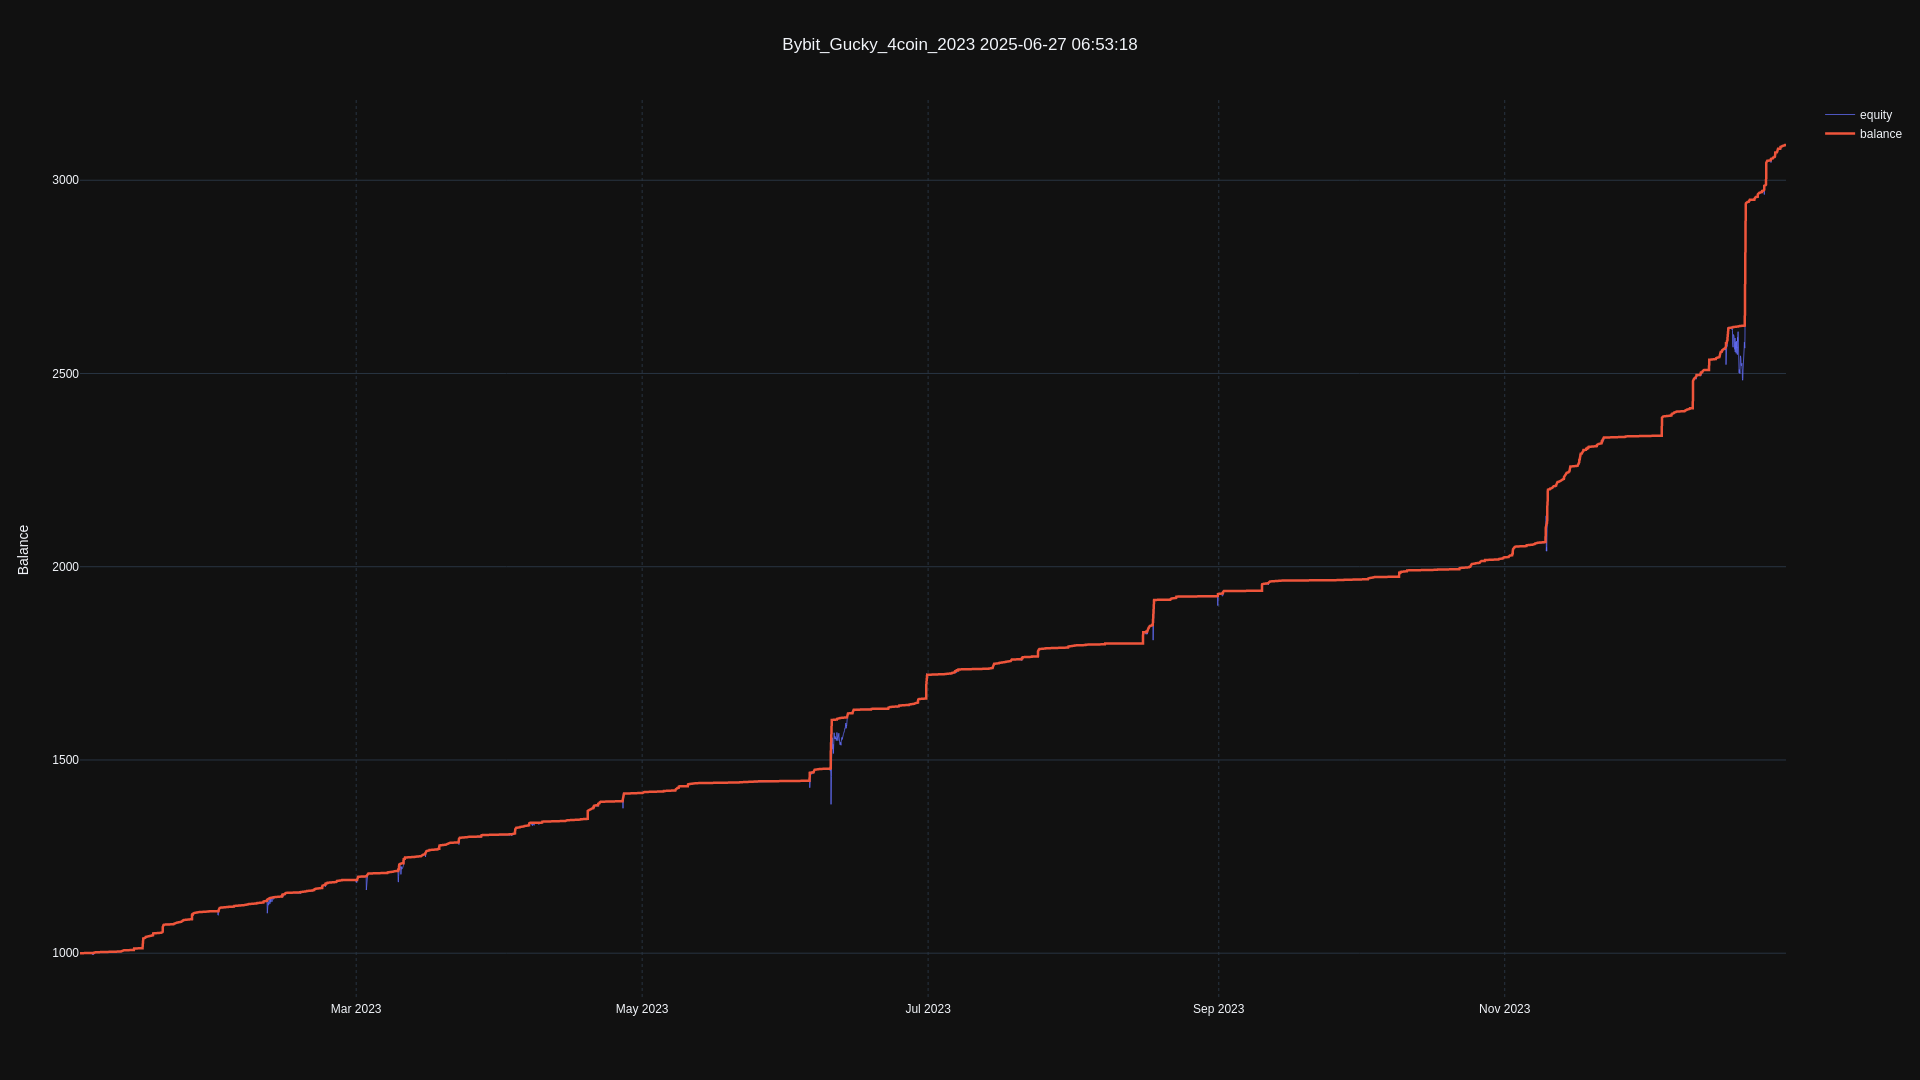 Bybit_Gucky_4coin_2023 2025-06-27 06:53:18
equity
balance
Balance
3000
2500
2000
1500
1000
Mar 2023
May 2023
Jul 2023
Sep 2023
Nov 2023